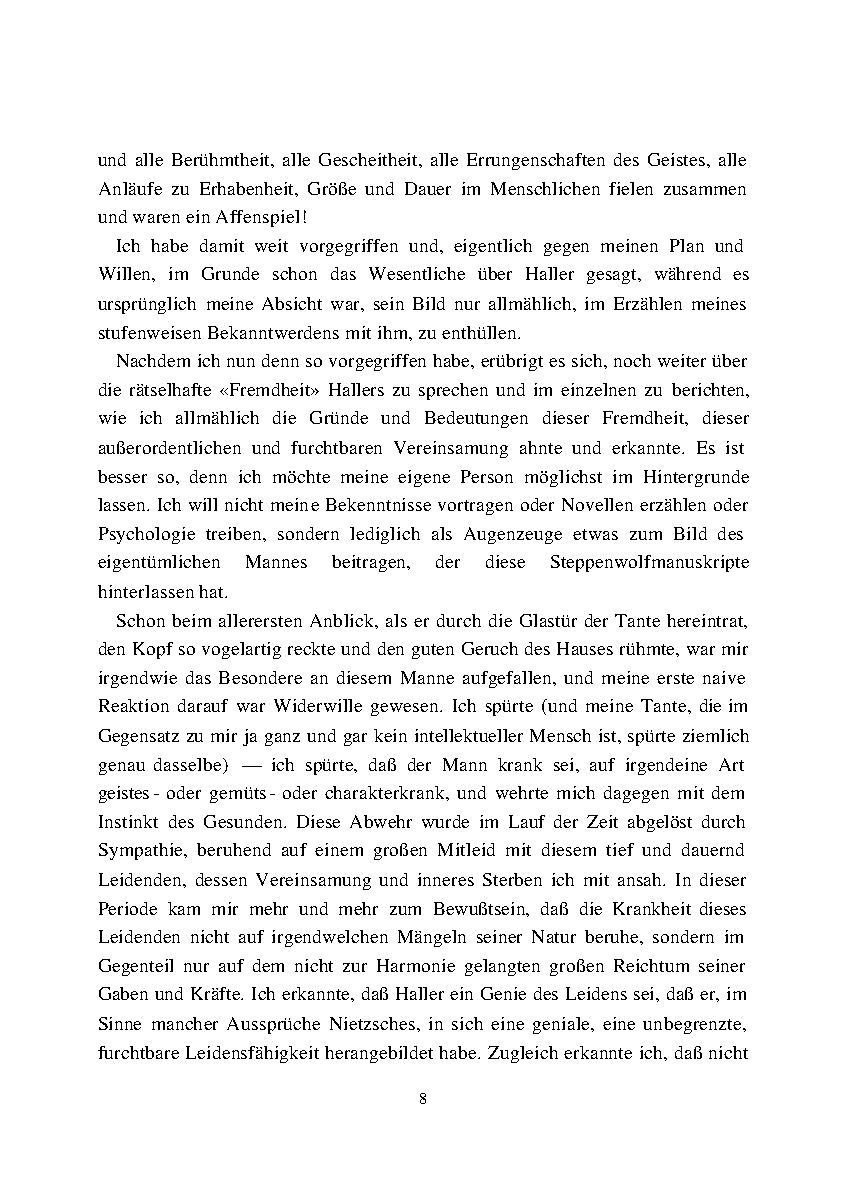 und alle Berühmtheit, alle Gescheitheit, alle Errungenschaften des Geistes, alle
Anläufe zu Erhabenheit, Größe und Dauer im Menschlichen fielen zusammen
und waren ein Affenspiel!
Ich habe damit weit vorgegriffen und, eigentlich gegen meinen Plan und
Willen, im Grunde schon das Wesentliche über Haller gesagt, während es
ursprünglich meine Absicht war, sein Bild nur allmählich, im Erzählen meines
stufenweisen Bekanntwerdens mit ihm, zu enthüllen.
Nachdem ich nun denn so vorgegriffen habe, erübrigt es sich, noch weiter über
die rätselhafte «Fremdheit» Hallers zu sprechen und im einzelnen zu berichten,
wie ich allmählich die Gründe und Bedeutungen dieser Fremdheit, dieser
außerordentlichen und furchtbaren Vereinsamung ahnte und erkannte. Es ist
besser so, denn ich möchte meine eigene Person möglichst im Hintergrunde
lassen. Ich will nicht meine Bekenntnisse vortragen oder Novellen erzählen oder
Psychologie treiben, sondern lediglich als Augenzeuge etwas zum Bild des
eigentümlichen Mannes beitragen, der diese Steppenwolfmanuskripte
hinterlassen hat.
Schon beim allerersten Anblick, als er durch die Glastür der Tante hereintrat,
den Kopf so vogelartig reckte und den guten Geruch des Hauses rühmte, war mir
irgendwie das Besondere an diesem Manne aufgefallen, und meine erste naive
Reaktion darauf war Widerwille gewesen. Ich spürte (und meine Tante, die im
Gegensatz zu mir ja ganz und gar kein intellektueller Mensch ist, spürte ziemlich
genau dasselbe) — ich spürte, daß der Mann krank sei, auf irgendeine Art
geistes- oder gemüts- oder charakterkrank, und wehrte mich dagegen mit dem
Instinkt des Gesunden. Diese Abwehr wurde im Lauf der Zeit abgelöst durch
Sympathie, beruhend auf einem großen Mitleid mit diesem tief und dauernd
Leidenden, dessen Vereinsamung und inneres Sterben ich mit ansah. In dieser
Periode kam mir mehr und mehr zum Bewußtsein, daß die Krankheit dieses
Leidenden nicht auf irgendwelchen Mängeln seiner Natur beruhe, sondern im
Gegenteil nur auf dem nicht zur Harmonie gelangten großen Reichtum seiner
Gaben und Kräfte. Ich erkannte, daß Haller ein Genie des Leidens sei, daß er, im
Sinne mancher Aussprüche Nietzsches, in sich eine geniale, eine unbegrenzte,
furchtbare Leidensfähigkeit herangebildet habe. Zugleich erkannte ich, daß nicht
8